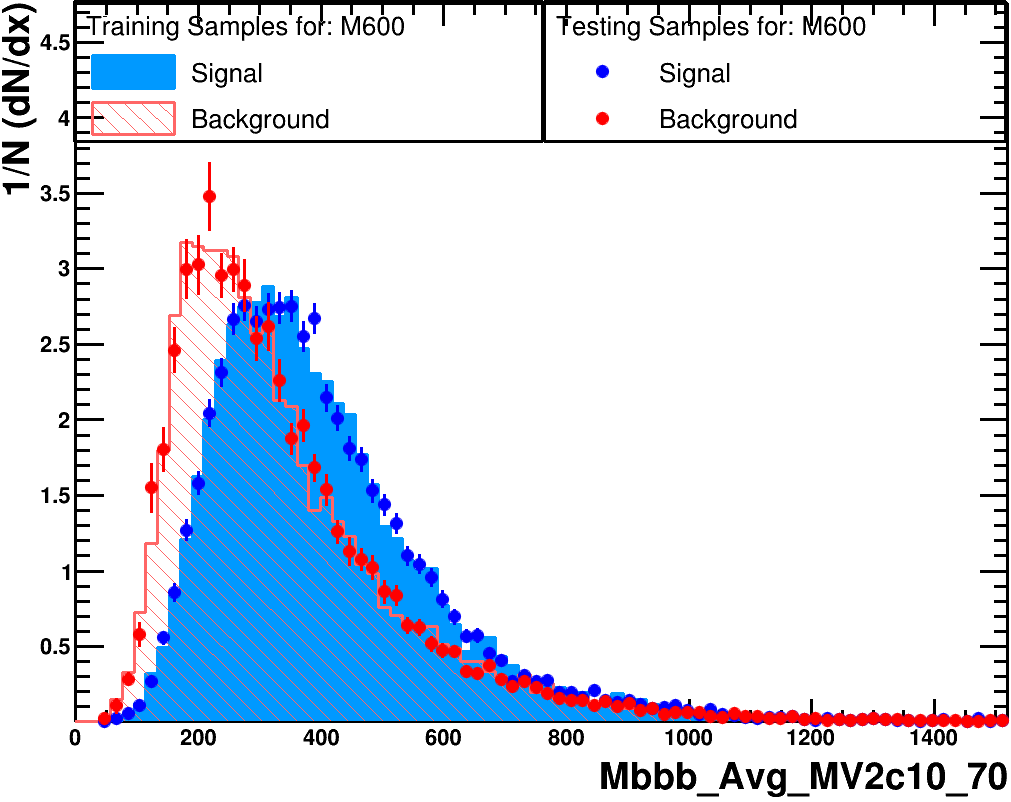 Training Samples for: M600
Signal
Background
Testing Samples for: M600
Signal
Background
1/N (dN/dx)
4.5
4
3.5
3
2.5
2
1.5
1
0.5
0 200 400 600 800 1000 1200 1400
Mbbb_Avg_MV2c10_70